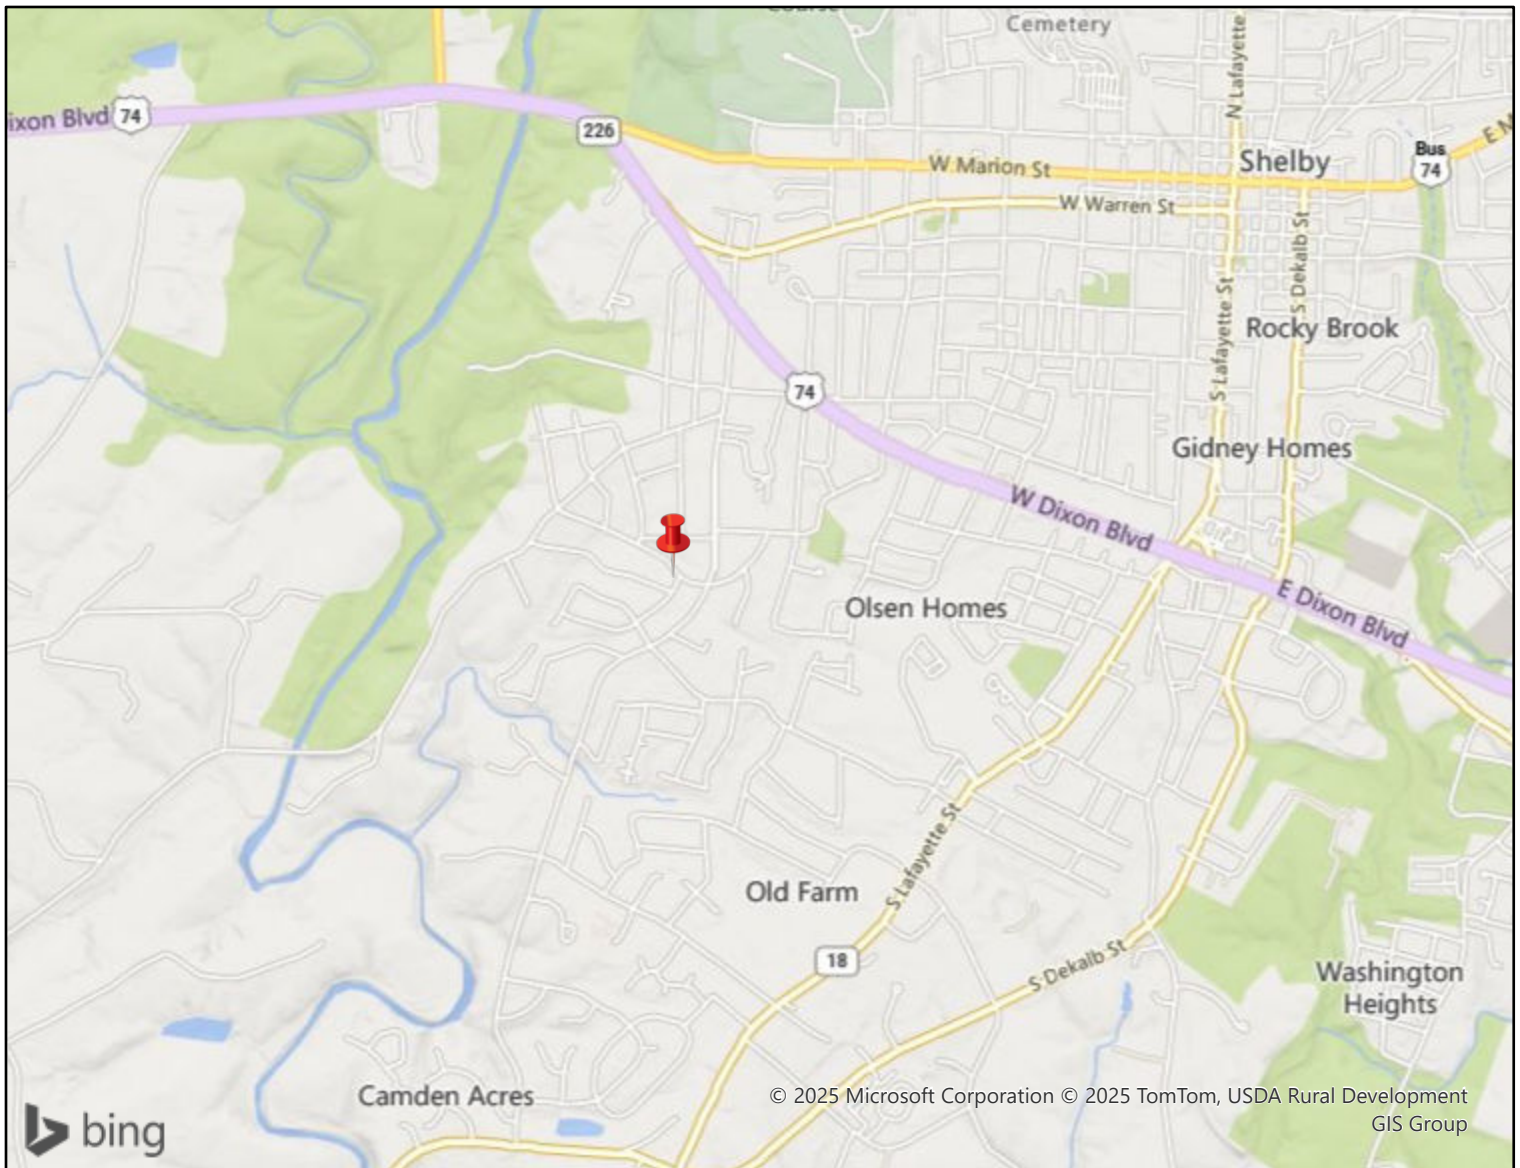 Cemetery
N Lafayette
ixon Blvd
74
226
W Marion St
Shelby
Bus
74
W Warren St
S Dekalb St
S Lafayette St
Rocky Brook
74
Gidney Homes
W Dixon Blvd
E Dixon Blvd
Olsen Homes
S Lafayette St
Old Farm
18
S Dekalb St
Washington
Heights
Camden Acres
© 2025 Microsoft Corporation © 2025 TomTom, USDA Rural Development
GIS Group
bing